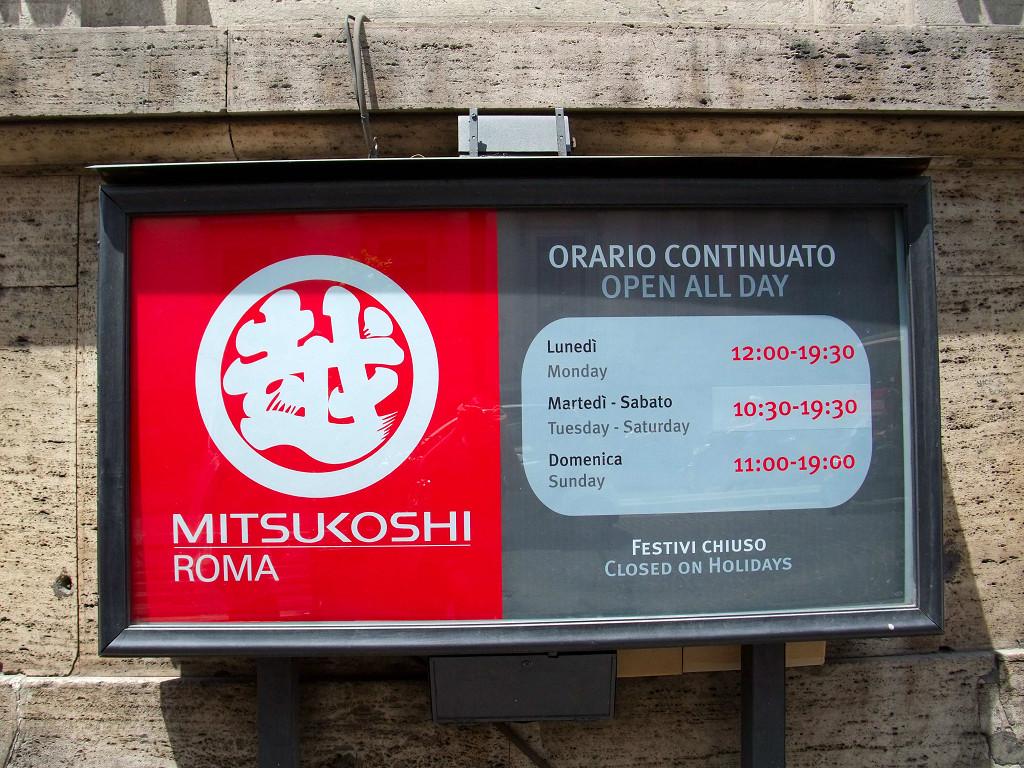 越
MITSUKOSHI
ROMA
ORARIO CONTINUATO
OPEN ALL DAY
Lunedì 12:00-19:30
Monday
Martedì - Sabato 10:30-19:30
Tuesday - Saturday
Domenica 11:00-19:00
Sunday
FESTIVI CHIUSO
CLOSED ON HOLIDAYS